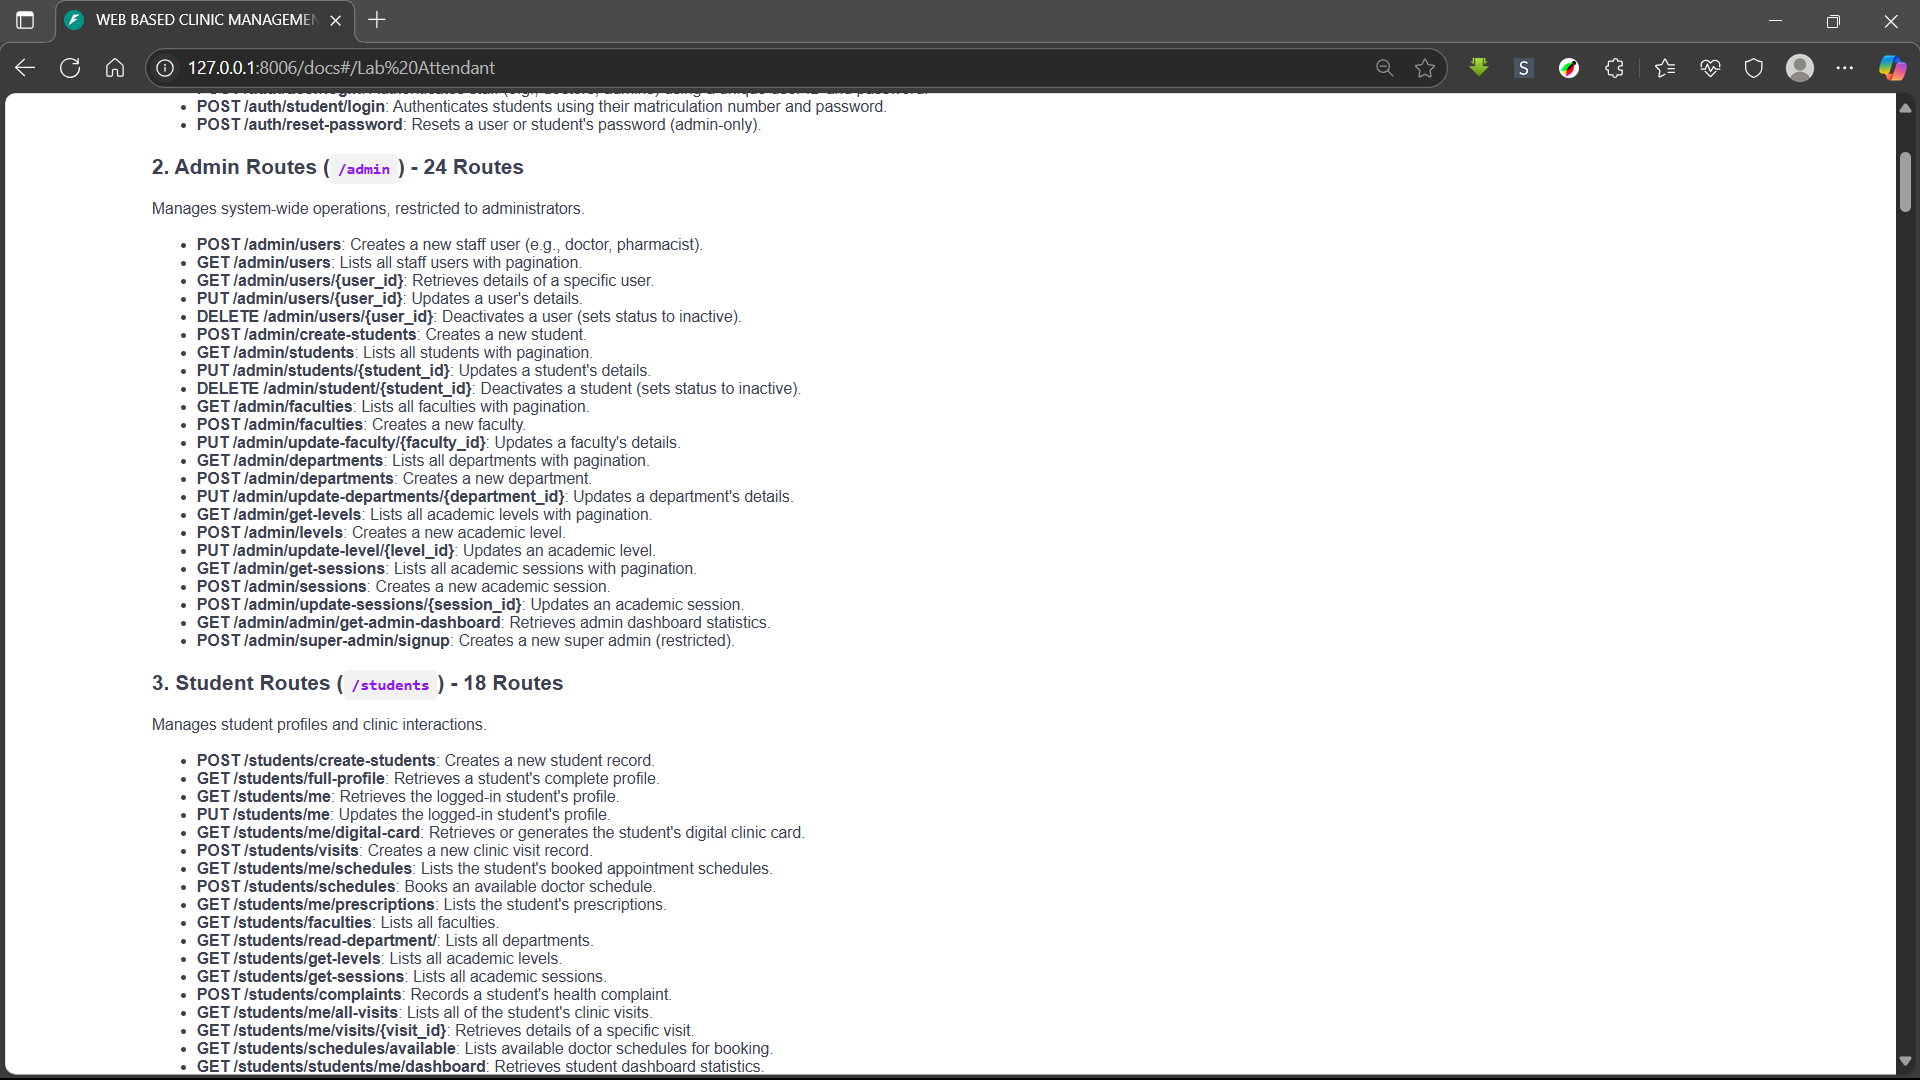 WEB BASED CLINIC MANAGEMEN
127.0.0.1:8006/docs#/Lab%20Attendant
POST /auth/student/login: Authenticates students using their matriculation number and password.
POST /auth/reset-password: Resets a user or student's password (admin-only).
2. Admin Routes ( /admin ) - 24 Routes
Manages system-wide operations, restricted to administrators.
POST /admin/users: Creates a new staff user (e.g., doctor, pharmacist).
GET /admin/users: Lists all staff users with pagination.
GET /admin/users/{user_id}: Retrieves details of a specific user.
PUT /admin/users/{user_id}: Updates a user's details.
DELETE /admin/users/{user_id}: Deactivates a user (sets status to inactive).
POST /admin/create-students: Creates a new student.
GET /admin/students: Lists all students with pagination.
PUT /admin/students/{student_id}: Updates a student's details.
DELETE /admin/student/{student_id}: Deactivates a student (sets status to inactive).
GET /admin/faculties: Lists all faculties with pagination.
POST /admin/faculties: Creates a new faculty.
PUT /admin/update-faculty/{faculty_id}: Updates a faculty's details.
GET /admin/departments: Lists all departments with pagination.
POST /admin/departments: Creates a new department.
PUT /admin/update-departments/{department_id}: Updates a department's details.
GET /admin/get-levels: Lists all academic levels with pagination.
POST /admin/levels: Creates a new academic level.
PUT /admin/update-level/{level_id}: Updates an academic level.
GET /admin/get-sessions: Lists all academic sessions with pagination.
POST /admin/sessions: Creates a new academic session.
POST /admin/update-sessions/{session_id}: Updates an academic session.
GET /admin/admin/get-admin-dashboard: Retrieves admin dashboard statistics.
POST /admin/super-admin/signup: Creates a new super admin (restricted).
3. Student Routes ( /students ) - 18 Routes
Manages student profiles and clinic interactions.
POST /students/create-students: Creates a new student record.
GET /students/full-profile: Retrieves a student's complete profile.
GET /students/me: Retrieves the logged-in student's profile.
PUT /students/me: Updates the logged-in student's profile.
GET /students/me/digital-card: Retrieves or generates the student's digital clinic card.
POST /students/visits: Creates a new clinic visit record.
GET /students/me/schedules: Lists the student's booked appointment schedules.
POST /students/schedules: Books an available doctor schedule.
GET /students/me/prescriptions: Lists the student's prescriptions.
GET /students/faculties: Lists all faculties.
GET /students/read-department/: Lists all departments.
GET /students/get-levels: Lists all academic levels.
GET /students/get-sessions: Lists all academic sessions.
POST /students/complaints: Records a student's health complaint.
GET /students/me/all-visits: Lists all of the student's clinic visits.
GET /students/me/visits/{visit_id}: Retrieves details of a specific visit.
GET /students/schedules/available: Lists available doctor schedules for booking.
GET /students/students/me/dashboard: Retrieves student dashboard statistics.